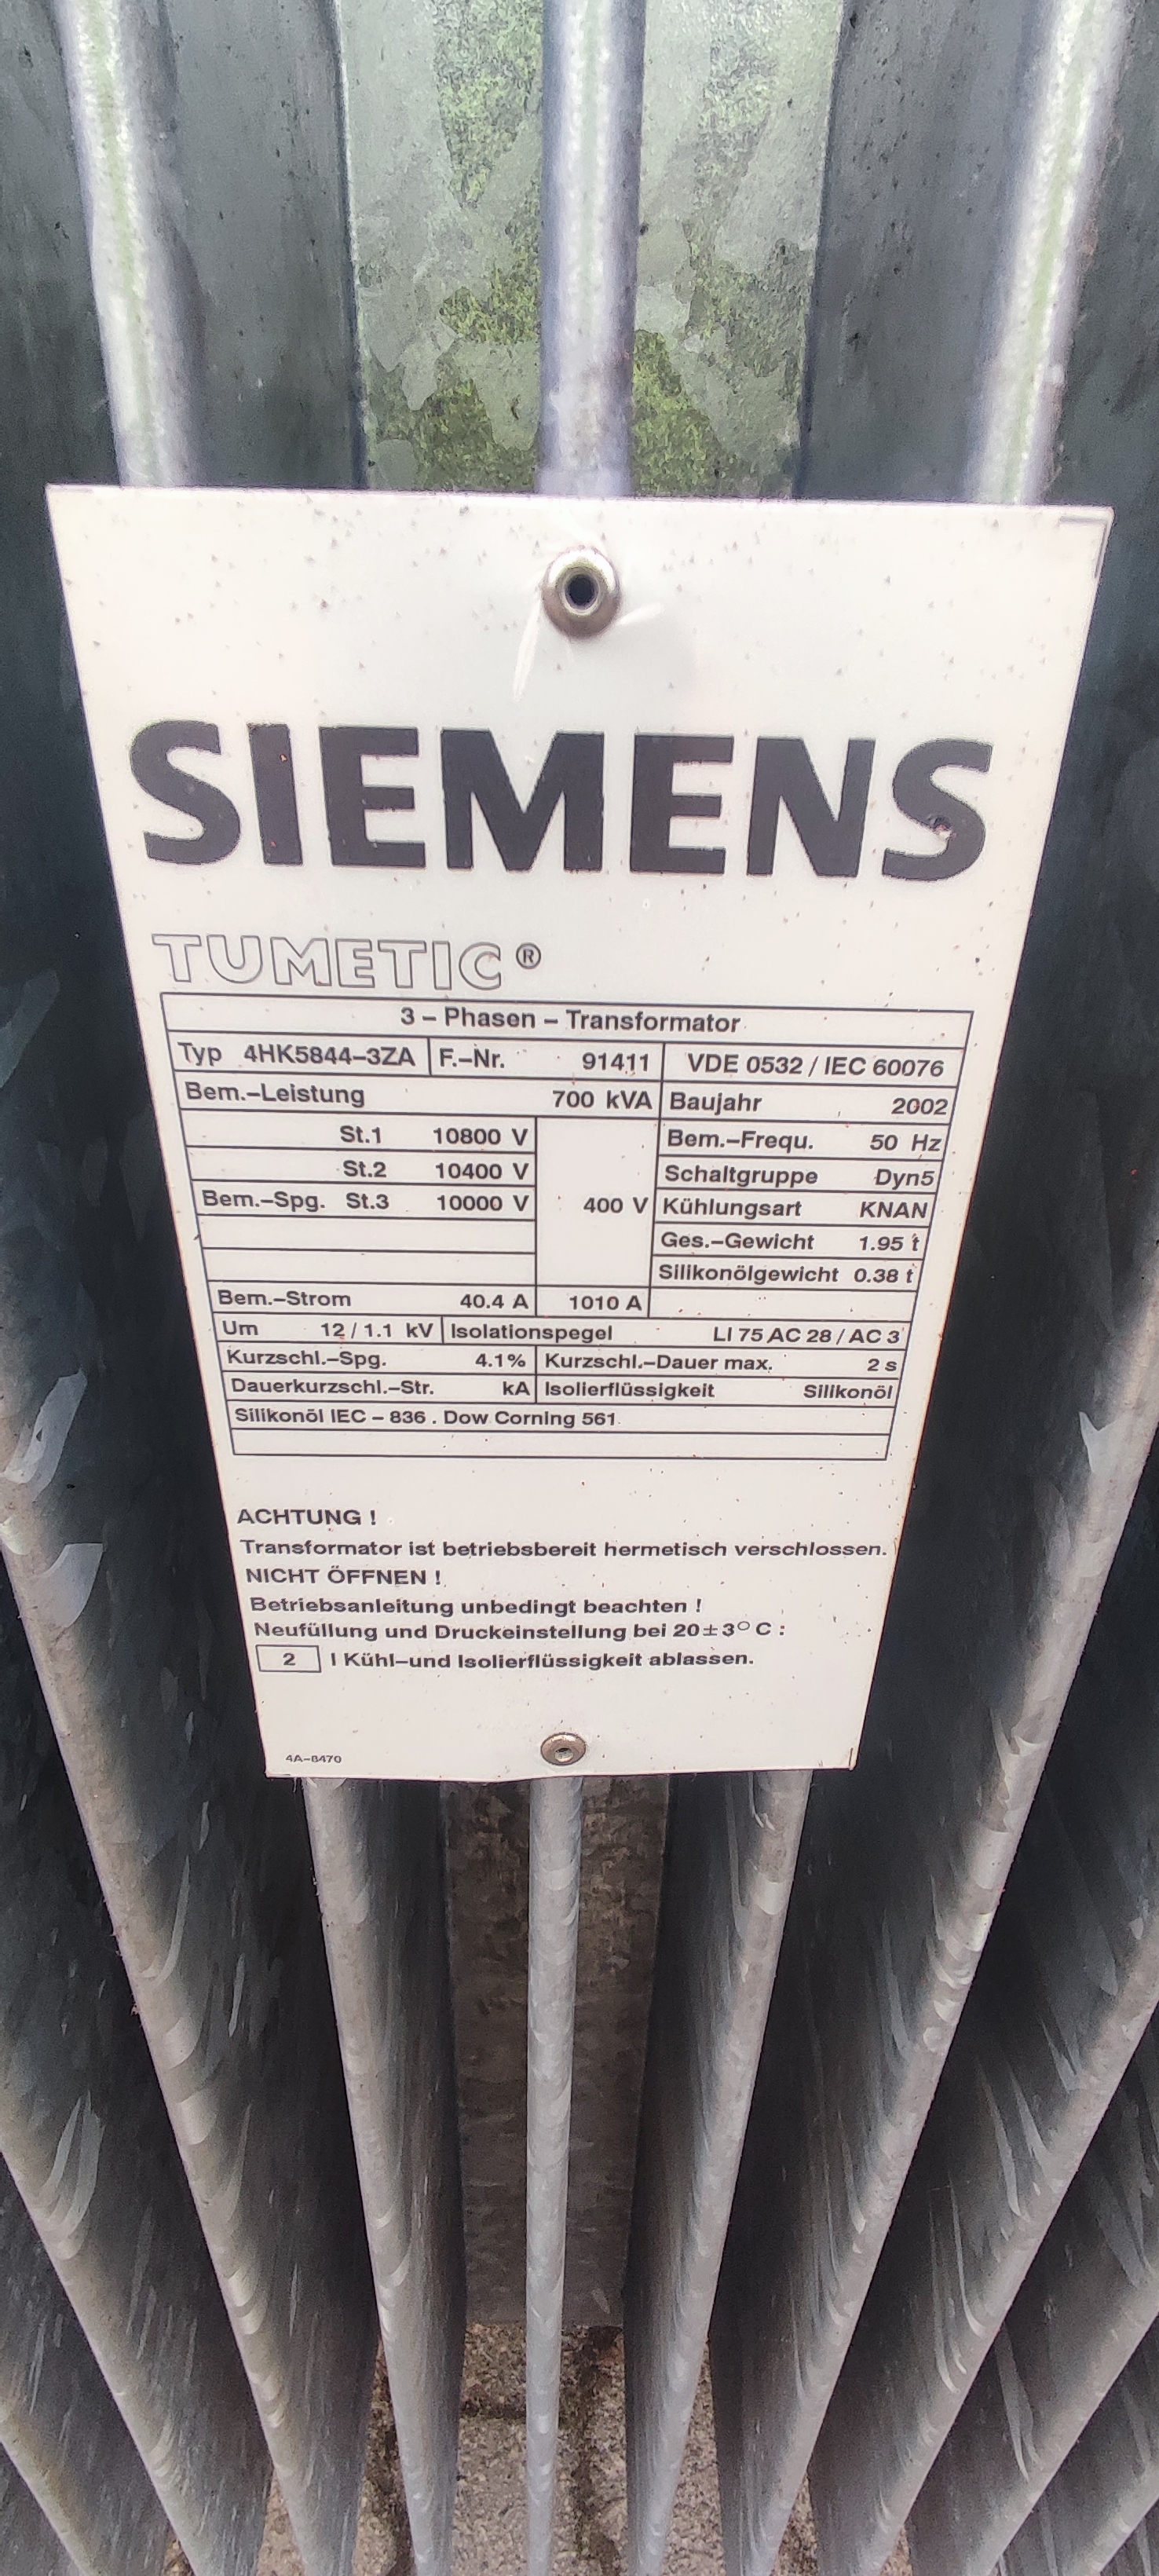 SIEMENS
TUMETIC ®
3 – Phasen – Transformator
Typ 4HK5844–3ZA F.–Nr. 91411 VDE 0532 / IEC 60076
Bem.–Leistung 700 kVA Baujahr 2002
St.1 10800 V Bem.–Frequ. 50 Hz
St.2 10400 V Schaltgruppe Dyn5
Bem.–Spg. St.3 10000 V 400 V Kühlungsart KNAN
Ges.–Gewicht 1.95 t
Silikonölgewicht 0.38 t
Bem.–Strom 40.4 A 1010 A
Um 12 / 1.1 kV Isolationspegel LI 75 AC 28 / AC 3
Kurzschl.–Spg. 4.1% Kurzschl.–Dauer max. 2 s
Dauerkurzschl.–Str. kA Isolierflüssigkeit Silikonöl
Silikonöl IEC – 836 . Dow Corning 561
ACHTUNG !
Transformator ist betriebsbereit hermetisch verschlossen.
NICHT ÖFFNEN !
Betriebsanleitung unbedingt beachten !
Neufüllung und Druckeinstellung bei 20±3° C :
2 l Kühl–und Isolierflüssigkeit ablassen.
4A–8470